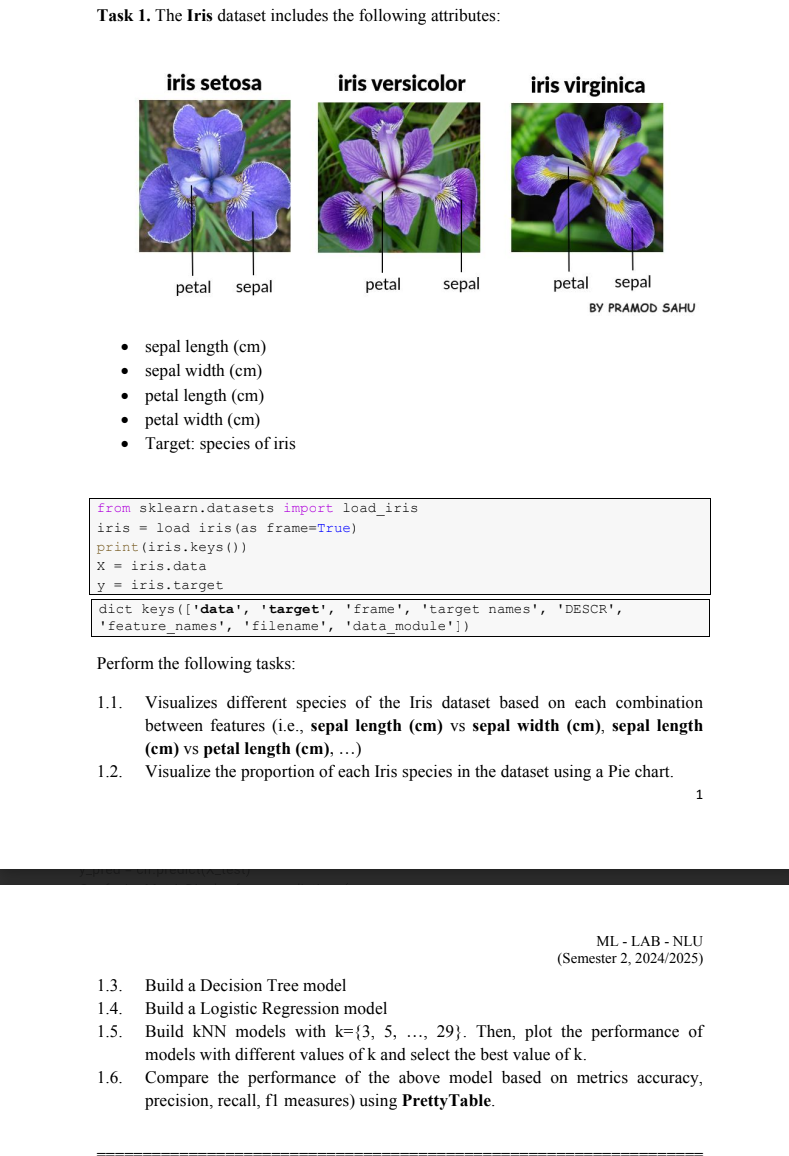 Task 1. The Iris dataset includes the following attributes:
iris setosa iris versicolor iris virginica
petal sepal petal sepal petal sepal
BY PRAMOD SAHU
• sepal length (cm)
• sepal width (cm)
• petal length (cm)
• petal width (cm)
• Target: species of iris
from sklearn.datasets import load_iris
iris = load iris(as frame=True)
print(iris.keys())
X = iris.data
y = iris.target
dict keys(['data', 'target', 'frame', 'target names', 'DESCR',
'feature_names', 'filename', 'data_module'])
Perform the following tasks:
1.1. Visualizes different species of the Iris dataset based on each combination
between features (i.e., sepal length (cm) vs sepal width (cm), sepal length
(cm) vs petal length (cm), …)
1.2. Visualize the proportion of each Iris species in the dataset using a Pie chart.
1
ML - LAB - NLU
(Semester 2, 2024/2025)
1.3. Build a Decision Tree model
1.4. Build a Logistic Regression model
1.5. Build kNN models with k={3, 5, …, 29}. Then, plot the performance of
models with different values of k and select the best value of k.
1.6. Compare the performance of the above model based on metrics accuracy,
precision, recall, f1 measures) using PrettyTable.